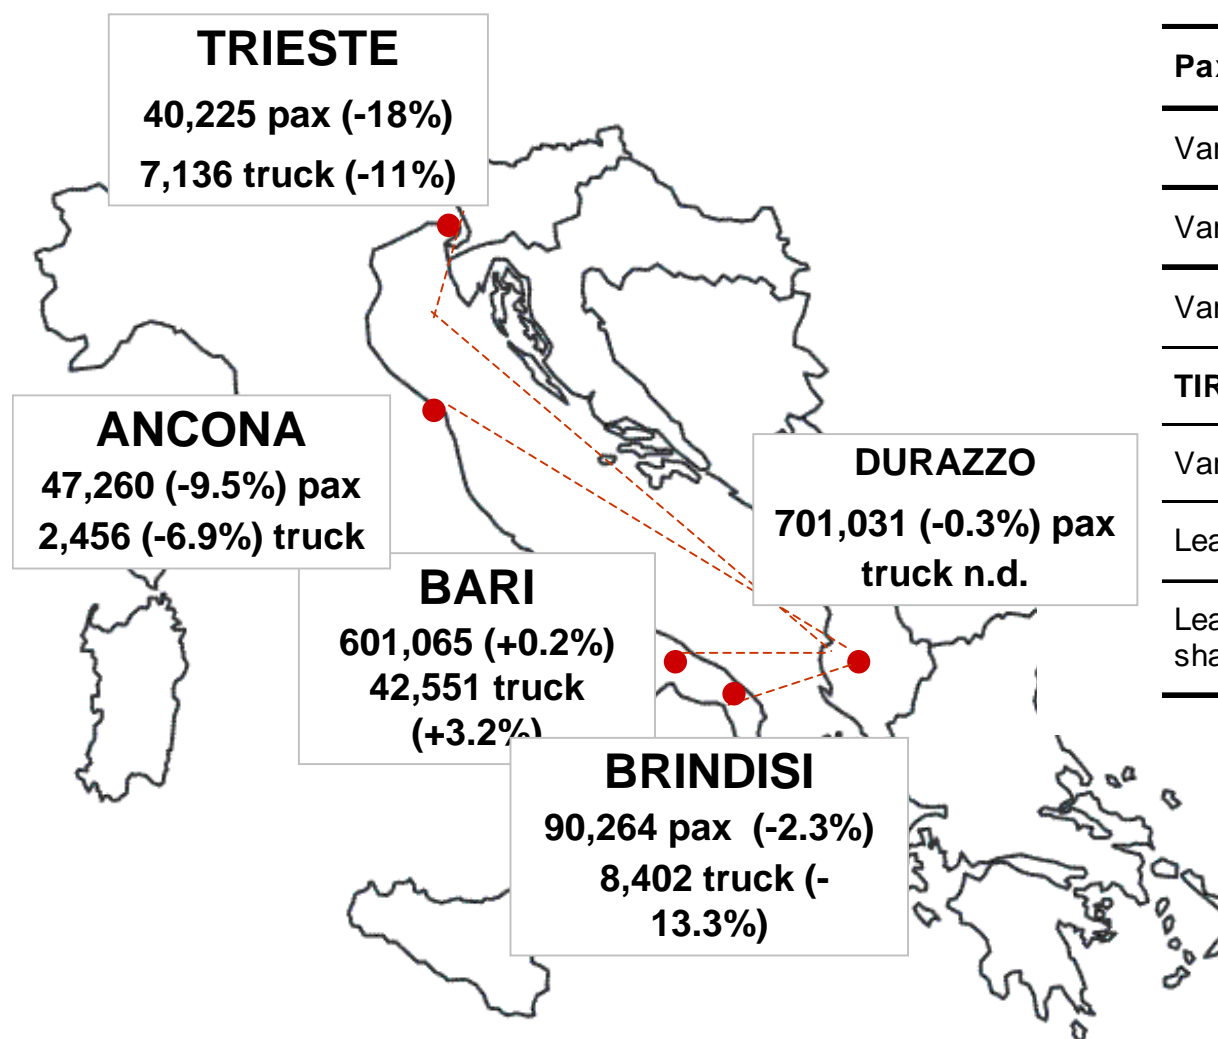 TRIESTE
40,225 pax (-18%)
7,136 truck (-11%)
ANCONA
47,260 (-9.5%) pax
2,456 (-6.9%) truck
BARI
601,065 (+0.2%)
42,551 truck
(+3.2%)
BRINDISI
90,264 pax (-2.3%)
8,402 truck (-
13.3%)
DURAZZO
701,031 (-0.3%) pax
truck n.d.